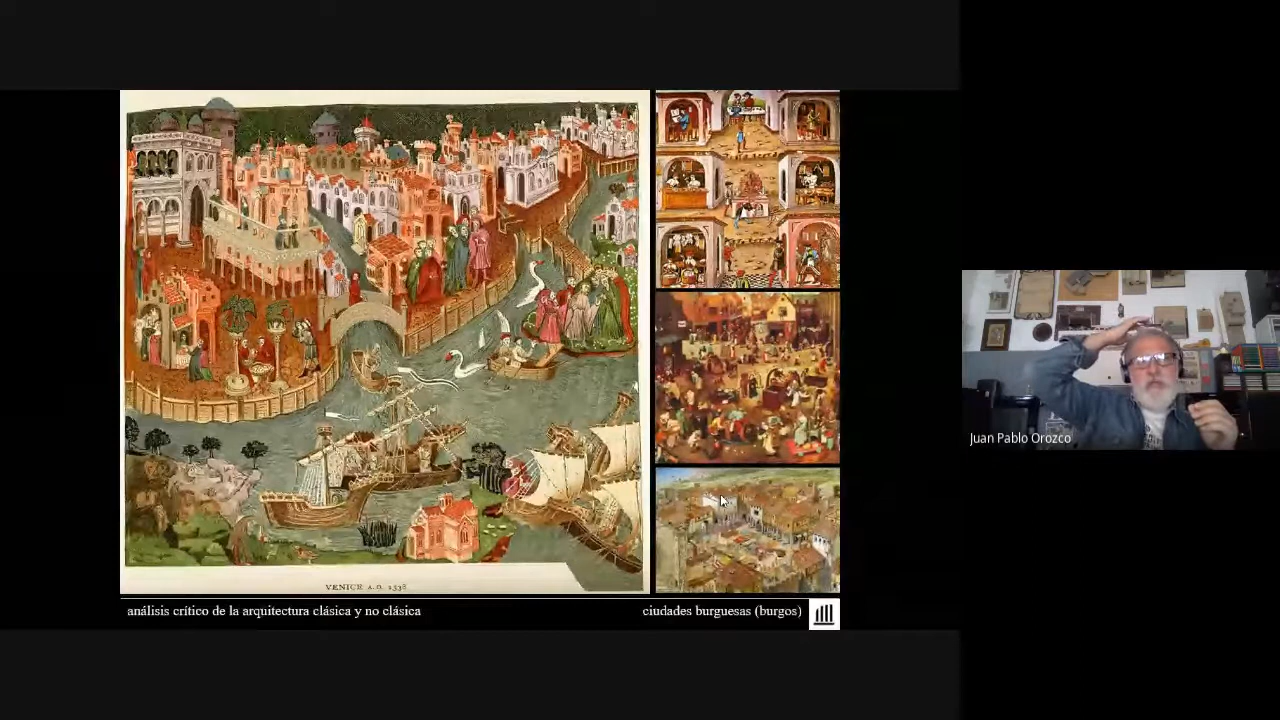 VENICE A.D. 1338
análisis crítico de la arquitectura clásica y no clásica
ciudades burguesas (burgos)
Juan Pablo Orozco